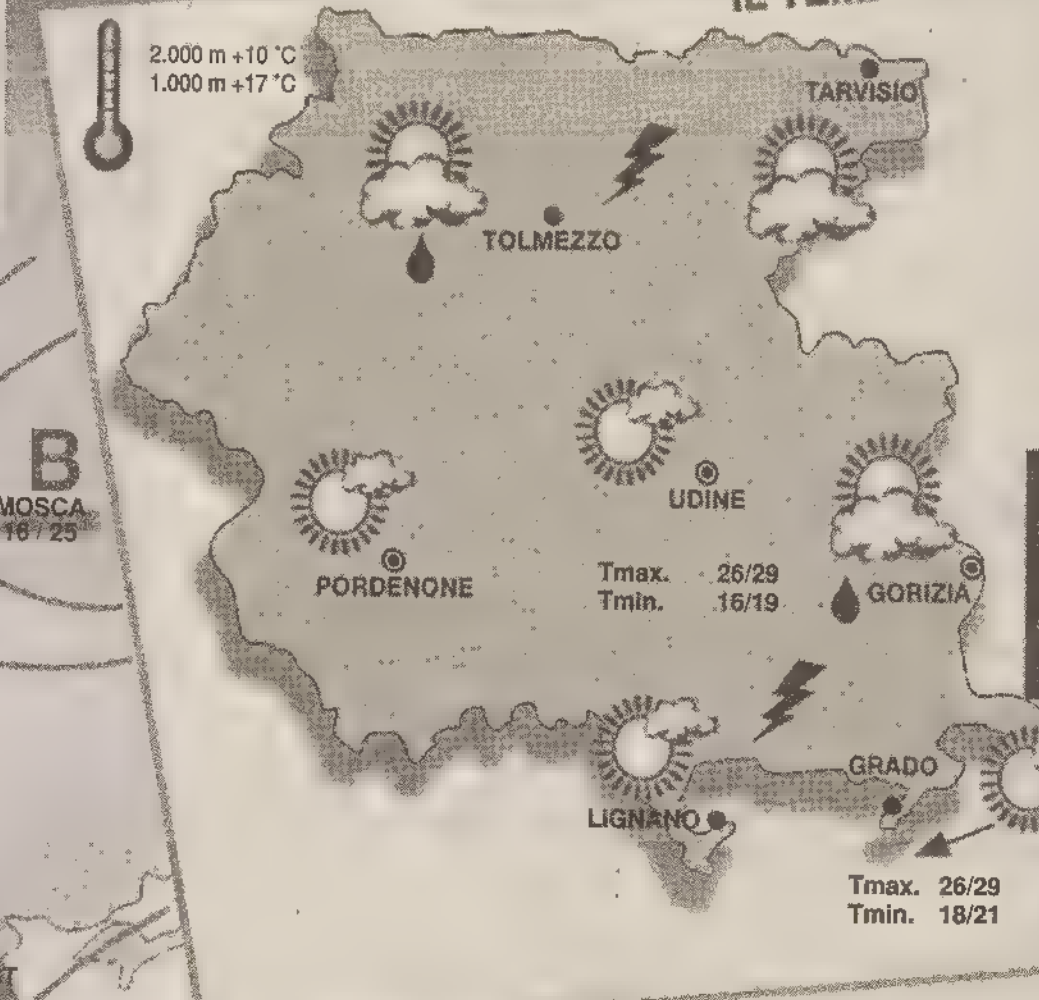 2.000 m +10 °C
1.000 m +17 °C
TARVISIO
TOLMEZZO
B
MOSCA
16 / 25
UDINE
PORDENONE
Tmax. 26/29
Tmin. 16/19
GORIZIA
GRADO
LIGNANO
Tmax. 26/29
Tmin. 18/21